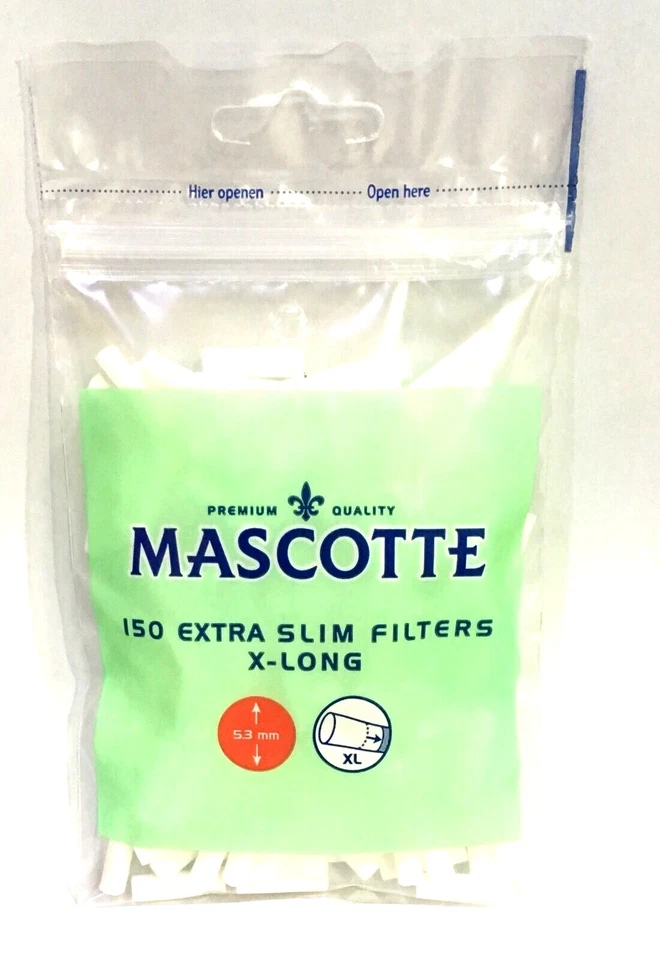 Hier openen Open here
PREMIUM QUALITY
MASCOTTE
150 EXTRA SLIM FILTERS
X-LONG
5.3 mm
XL